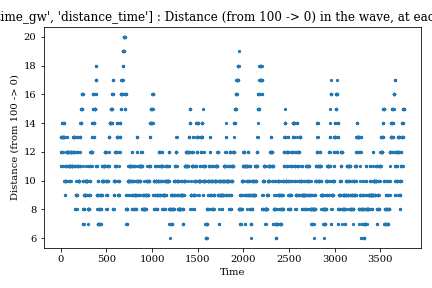 ime_gw', 'distance_time'] : Distance (from 100 -> 0) in the wave, at eac
20
18
16
14
12
10
8
6
Distance (from 100 -> 0)
0 500 1000 1500 2000 2500 3000 3500
Time